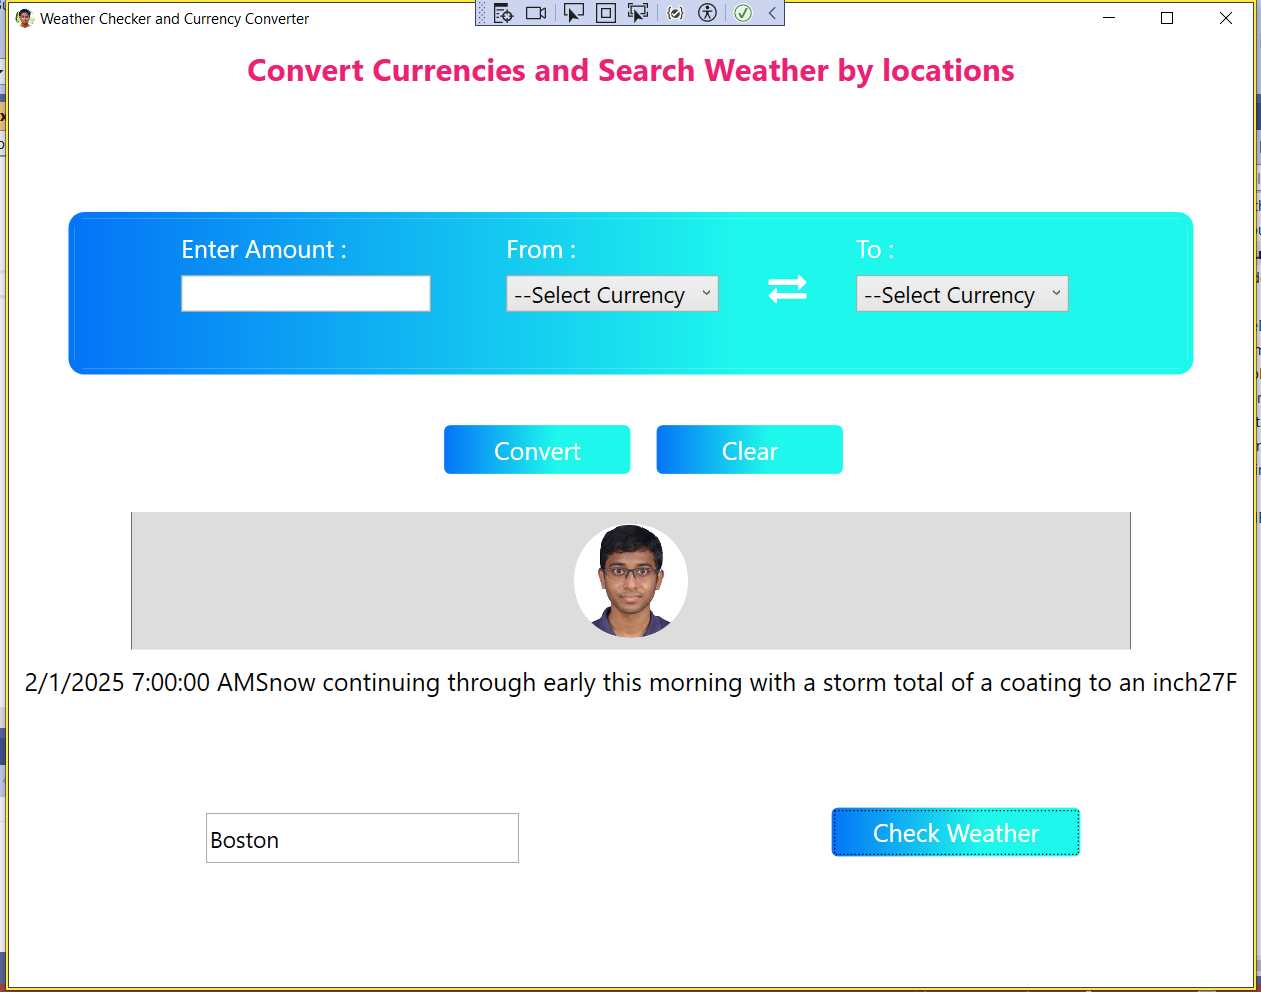 Weather Checker and Currency Converter
Convert Currencies and Search Weather by locations
Enter Amount :
From :
To :
--Select Currency
--Select Currency
Convert
Clear
2/1/2025 7:00:00 AMSnow continuing through early this morning with a storm total of a coating to an inch27F
Boston
Check Weather